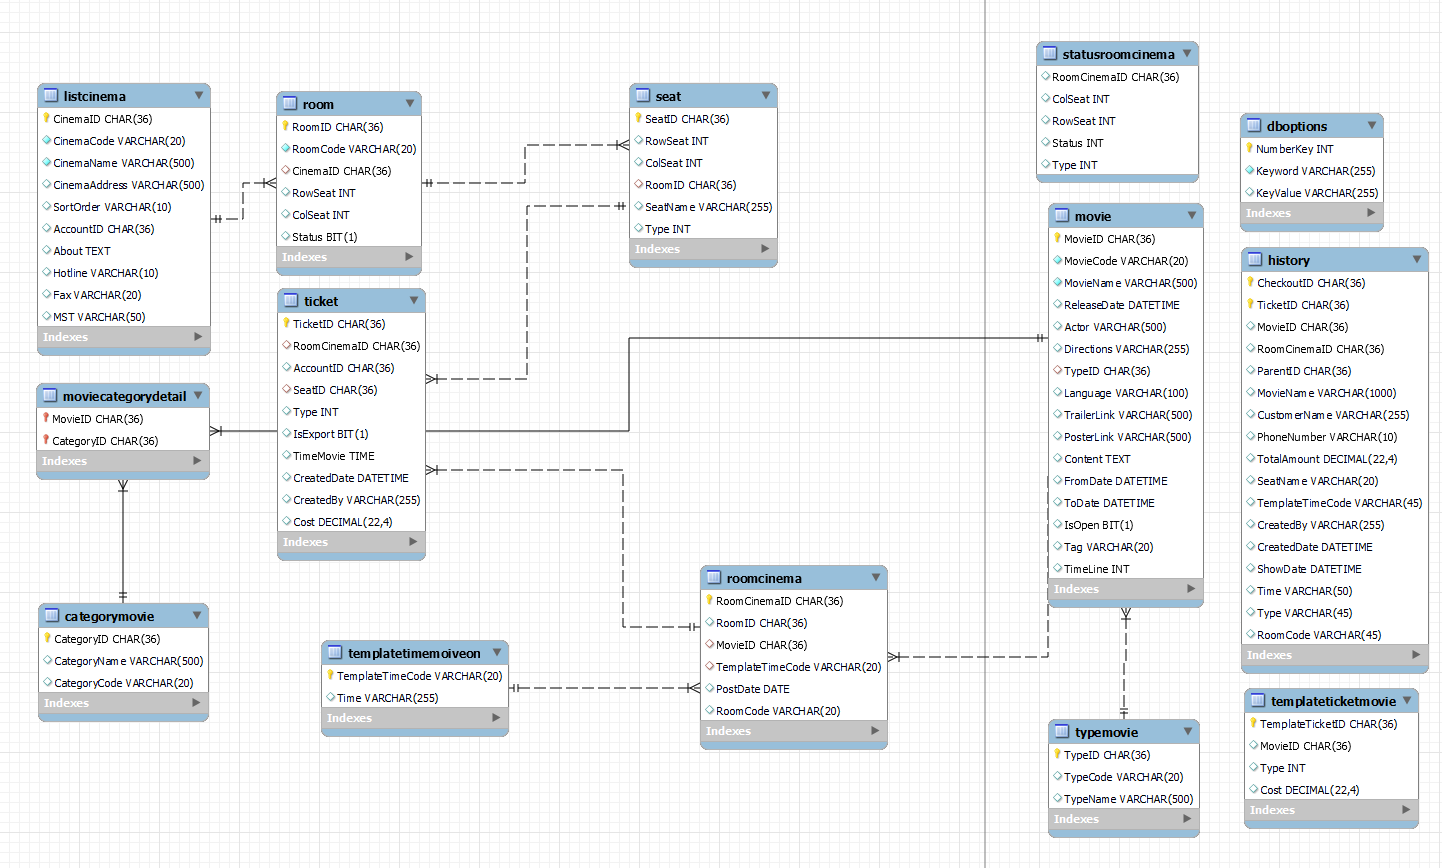 listcinema
CinemaID CHAR(36)
CinemaCode VARCHAR(20)
CinemaName VARCHAR(500)
CinemaAddress VARCHAR(500)
SortOrder VARCHAR(10)
AccountID CHAR(36)
About TEXT
Hotline VARCHAR(10)
Fax VARCHAR(20)
MST VARCHAR(50)
Indexes
room
RoomID CHAR(36)
RoomCode VARCHAR(20)
CinemaID CHAR(36)
RowSeat INT
ColSeat INT
Status BIT(1)
Indexes
seat
SeatID CHAR(36)
RowSeat INT
ColSeat INT
RoomID CHAR(36)
SeatName VARCHAR(255)
Type INT
Indexes
statusroomcinema
RoomCinemaID CHAR(36)
ColSeat INT
RowSeat INT
Status INT
Type INT
dboptions
NumberKey INT
Keyword VARCHAR(255)
KeyValue VARCHAR(255)
Indexes
ticket
TicketID CHAR(36)
RoomCinemaID CHAR(36)
AccountID CHAR(36)
SeatID CHAR(36)
Type INT
IsExport BIT(1)
TimeMovie TIME
CreatedDate DATETIME
CreatedBy VARCHAR(255)
Cost DECIMAL(22,4)
Indexes
movie
MovieID CHAR(36)
MovieCode VARCHAR(20)
MovieName VARCHAR(500)
ReleaseDate DATETIME
Actor VARCHAR(500)
Directions VARCHAR(255)
TypeID CHAR(36)
Language VARCHAR(100)
TrailerLink VARCHAR(500)
PosterLink VARCHAR(500)
Content TEXT
FromDate DATETIME
ToDate DATETIME
IsOpen BIT(1)
Tag VARCHAR(20)
TimeLine INT
Indexes
history
CheckoutID CHAR(36)
TicketID CHAR(36)
MovieID CHAR(36)
RoomCinemaID CHAR(36)
ParentID CHAR(36)
MovieName VARCHAR(1000)
CustomerName VARCHAR(255)
PhoneNumber VARCHAR(10)
TotalAmount DECIMAL(22,4)
SeatName VARCHAR(20)
TemplateTimeCode VARCHAR(45)
CreatedBy VARCHAR(255)
CreatedDate DATETIME
ShowDate DATETIME
Time VARCHAR(50)
Type VARCHAR(45)
RoomCode VARCHAR(45)
Indexes
moviecategorydetail
MovieID CHAR(36)
CategoryID CHAR(36)
Indexes
categorymovie
CategoryID CHAR(36)
CategoryName VARCHAR(500)
CategoryCode VARCHAR(20)
Indexes
templatetimemoiveon
TemplateTimeCode VARCHAR(20)
Time VARCHAR(255)
Indexes
roomcinema
RoomCinemaID CHAR(36)
RoomID CHAR(36)
MovieID CHAR(36)
TemplateTimeCode VARCHAR(20)
PostDate DATE
RoomCode VARCHAR(20)
Indexes
typemovie
TypeID CHAR(36)
TypeCode VARCHAR(20)
TypeName VARCHAR(500)
Indexes
templateticketmovie
TemplateTicketID CHAR(36)
MovieID CHAR(36)
Type INT
Cost DECIMAL(22,4)
Indexes